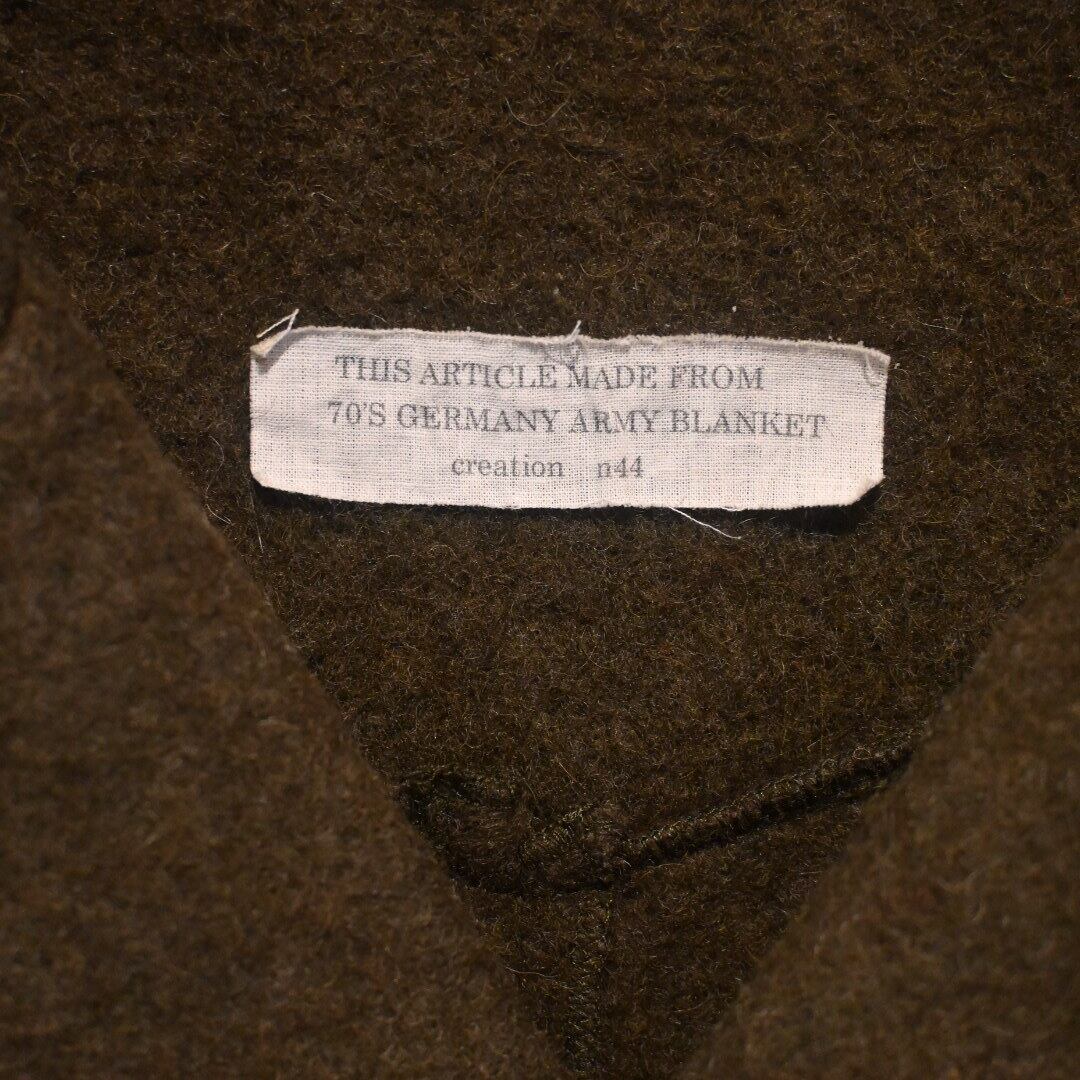 THIS ARTICLE MADE FROM
70'S GERMANY ARMY BLANKET
creation n44